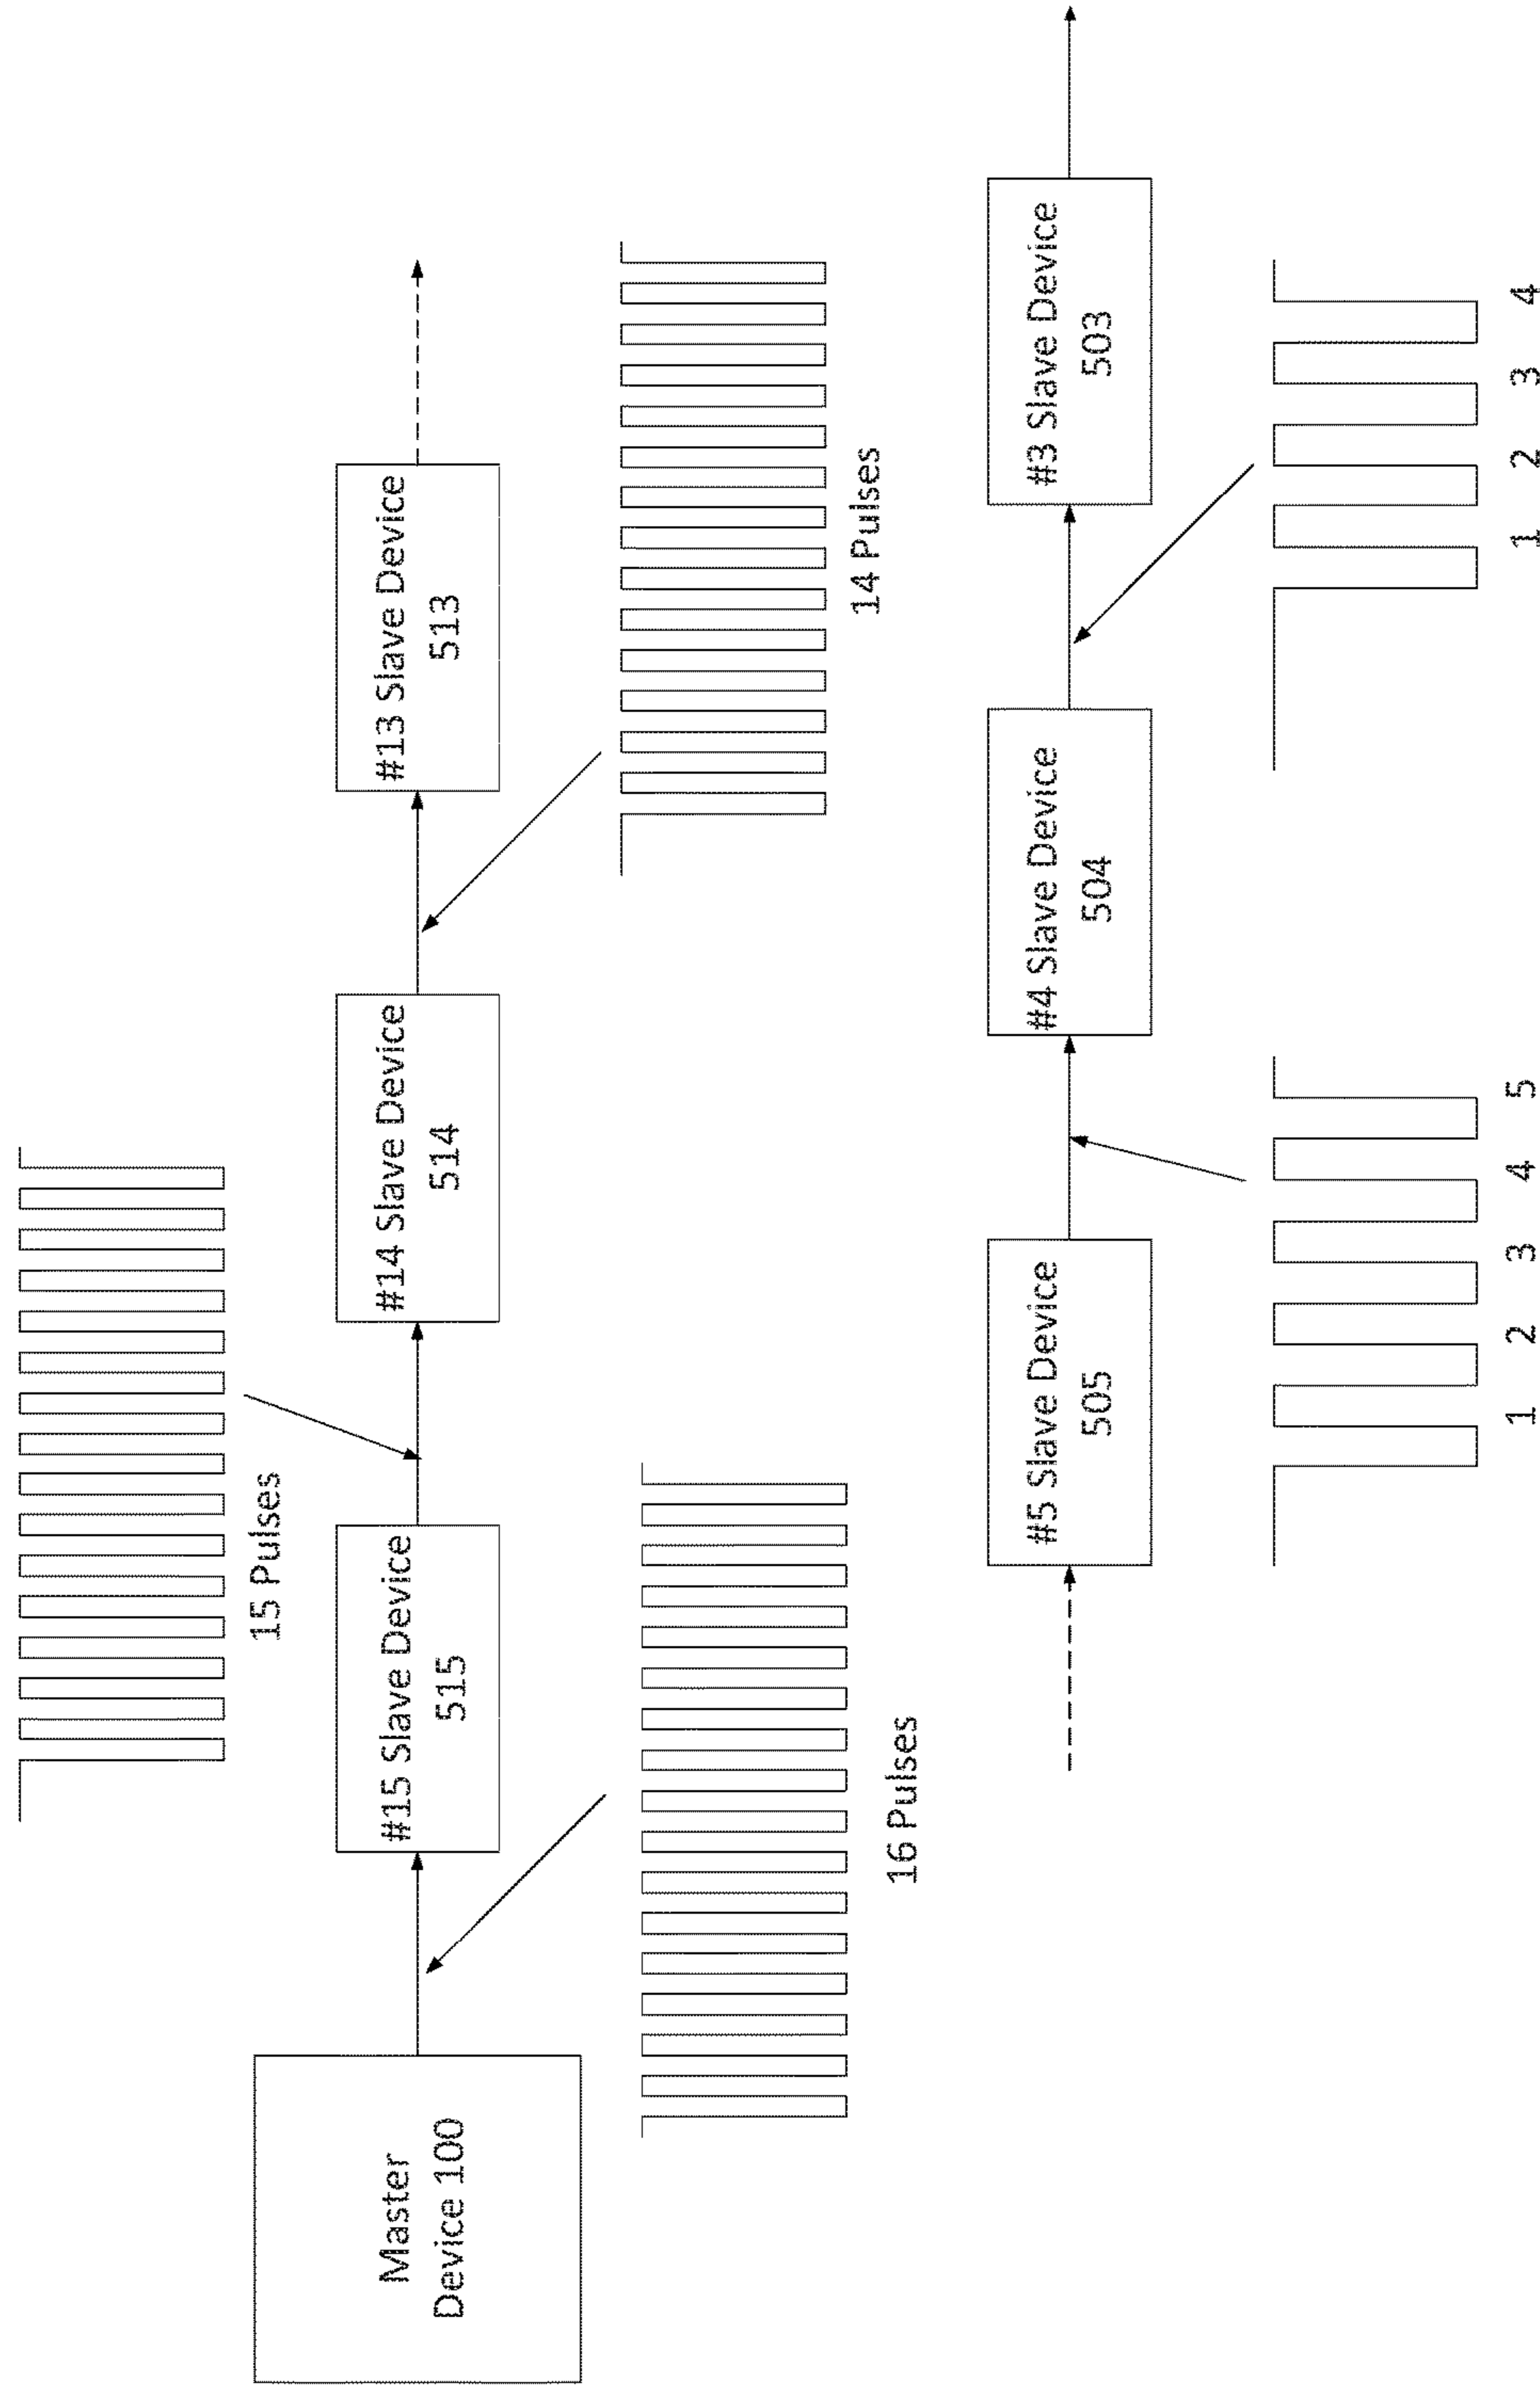 15 Pulses
Master
Device 100
#15 Slave Device
515
#14 Slave Device
514
#13 Slave Device
513
16 Pulses
14 Pulses
#5 Slave Device
505
#4 Slave Device
504
#3 Slave Device
503
1 2 3 4 5
1 2 3 4